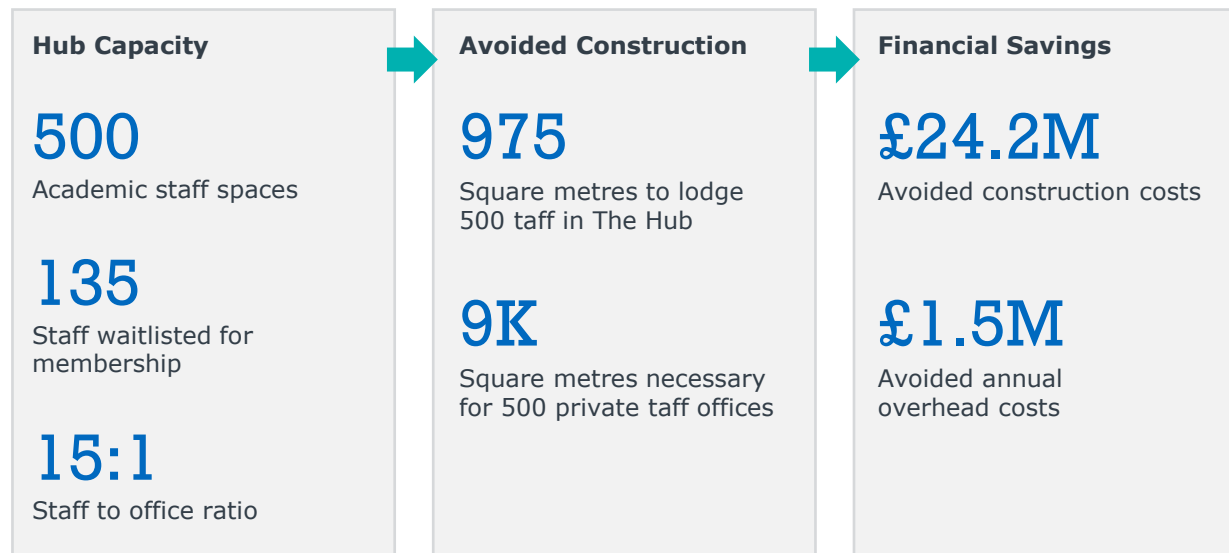 Hub Capacity
500
Academic staff spaces
135
Staff waitlisted for
membership
15:1
Staff to office ratio
Avoided Construction
975
Square metres to lodge
500 taff in The Hub
9K
Square metres necessary
for 500 private taff offices
Financial Savings
£24.2M
Avoided construction costs
£1.5M
Avoided annual
overhead costs